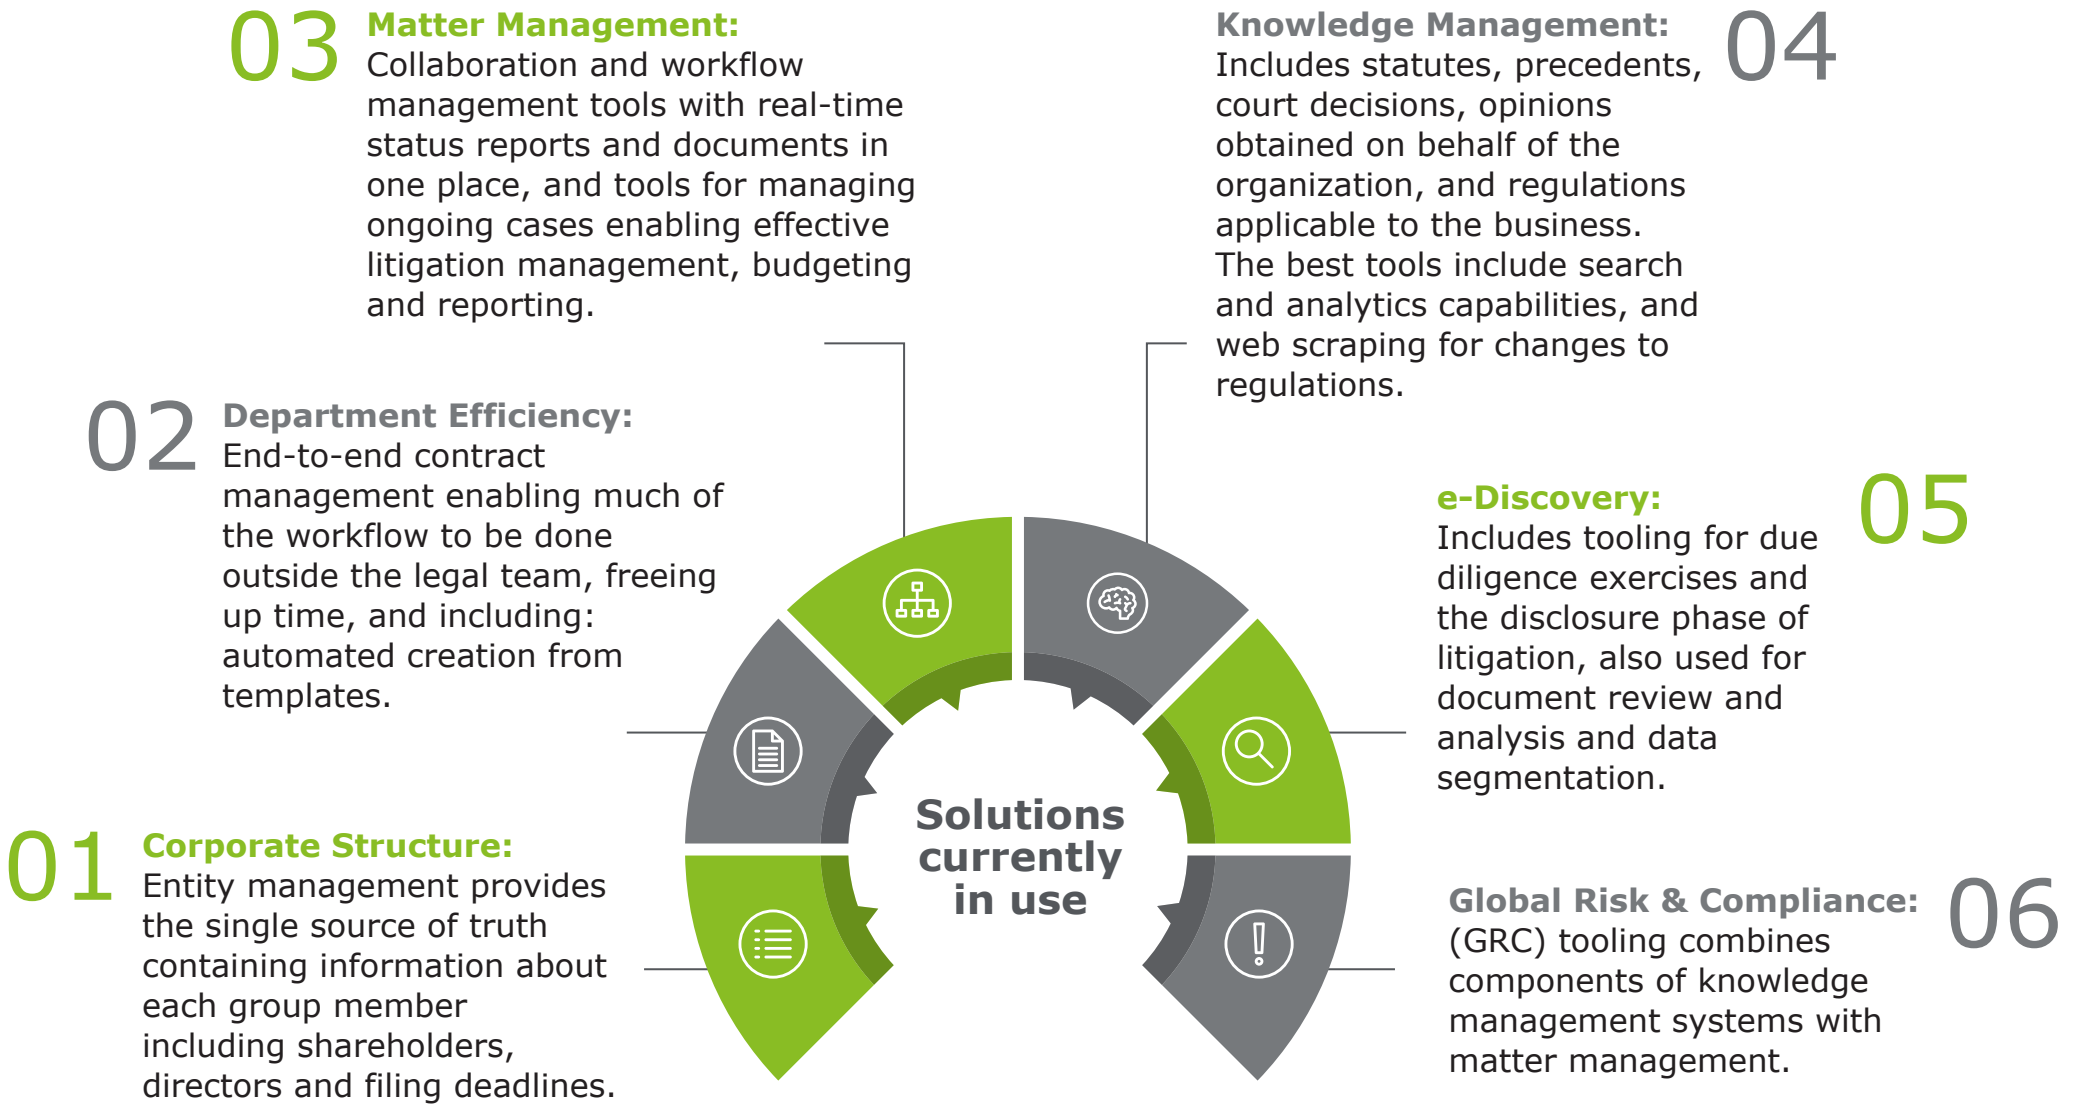 03
Matter Management:
Collaboration and workflow
management tools with real-time
status reports and documents in
one place, and tools for managing
ongoing cases enabling effective
litigation management, budgeting
and reporting.
Knowledge Management:
04
Includes statutes, precedents,
court decisions, opinions
obtained on behalf of the
organization, and regulations
applicable to the business.
The best tools include search
and analytics capabilities, and
web scraping for changes to
regulations.
02
Department Efficiency:
End-to-end contract
management enabling much of
the workflow to be done
outside the legal team, freeing
up time, and including:
automated creation from
templates.
e-Discovery:
05
Includes tooling for due
diligence exercises and
the disclosure phase of
litigation, also used for
document review and
analysis and data
segmentation.
Solutions
currently
in use
01
Corporate Structure:
Entity management provides
the single source of truth
containing information about
each group member
including shareholders,
directors and filing deadlines.
Global Risk & Compliance:
06
(GRC) tooling combines
components of knowledge
management systems with
matter management.